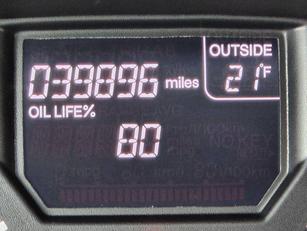 OUTSIDE
039896 miles 21°F
OIL LIFE%
80